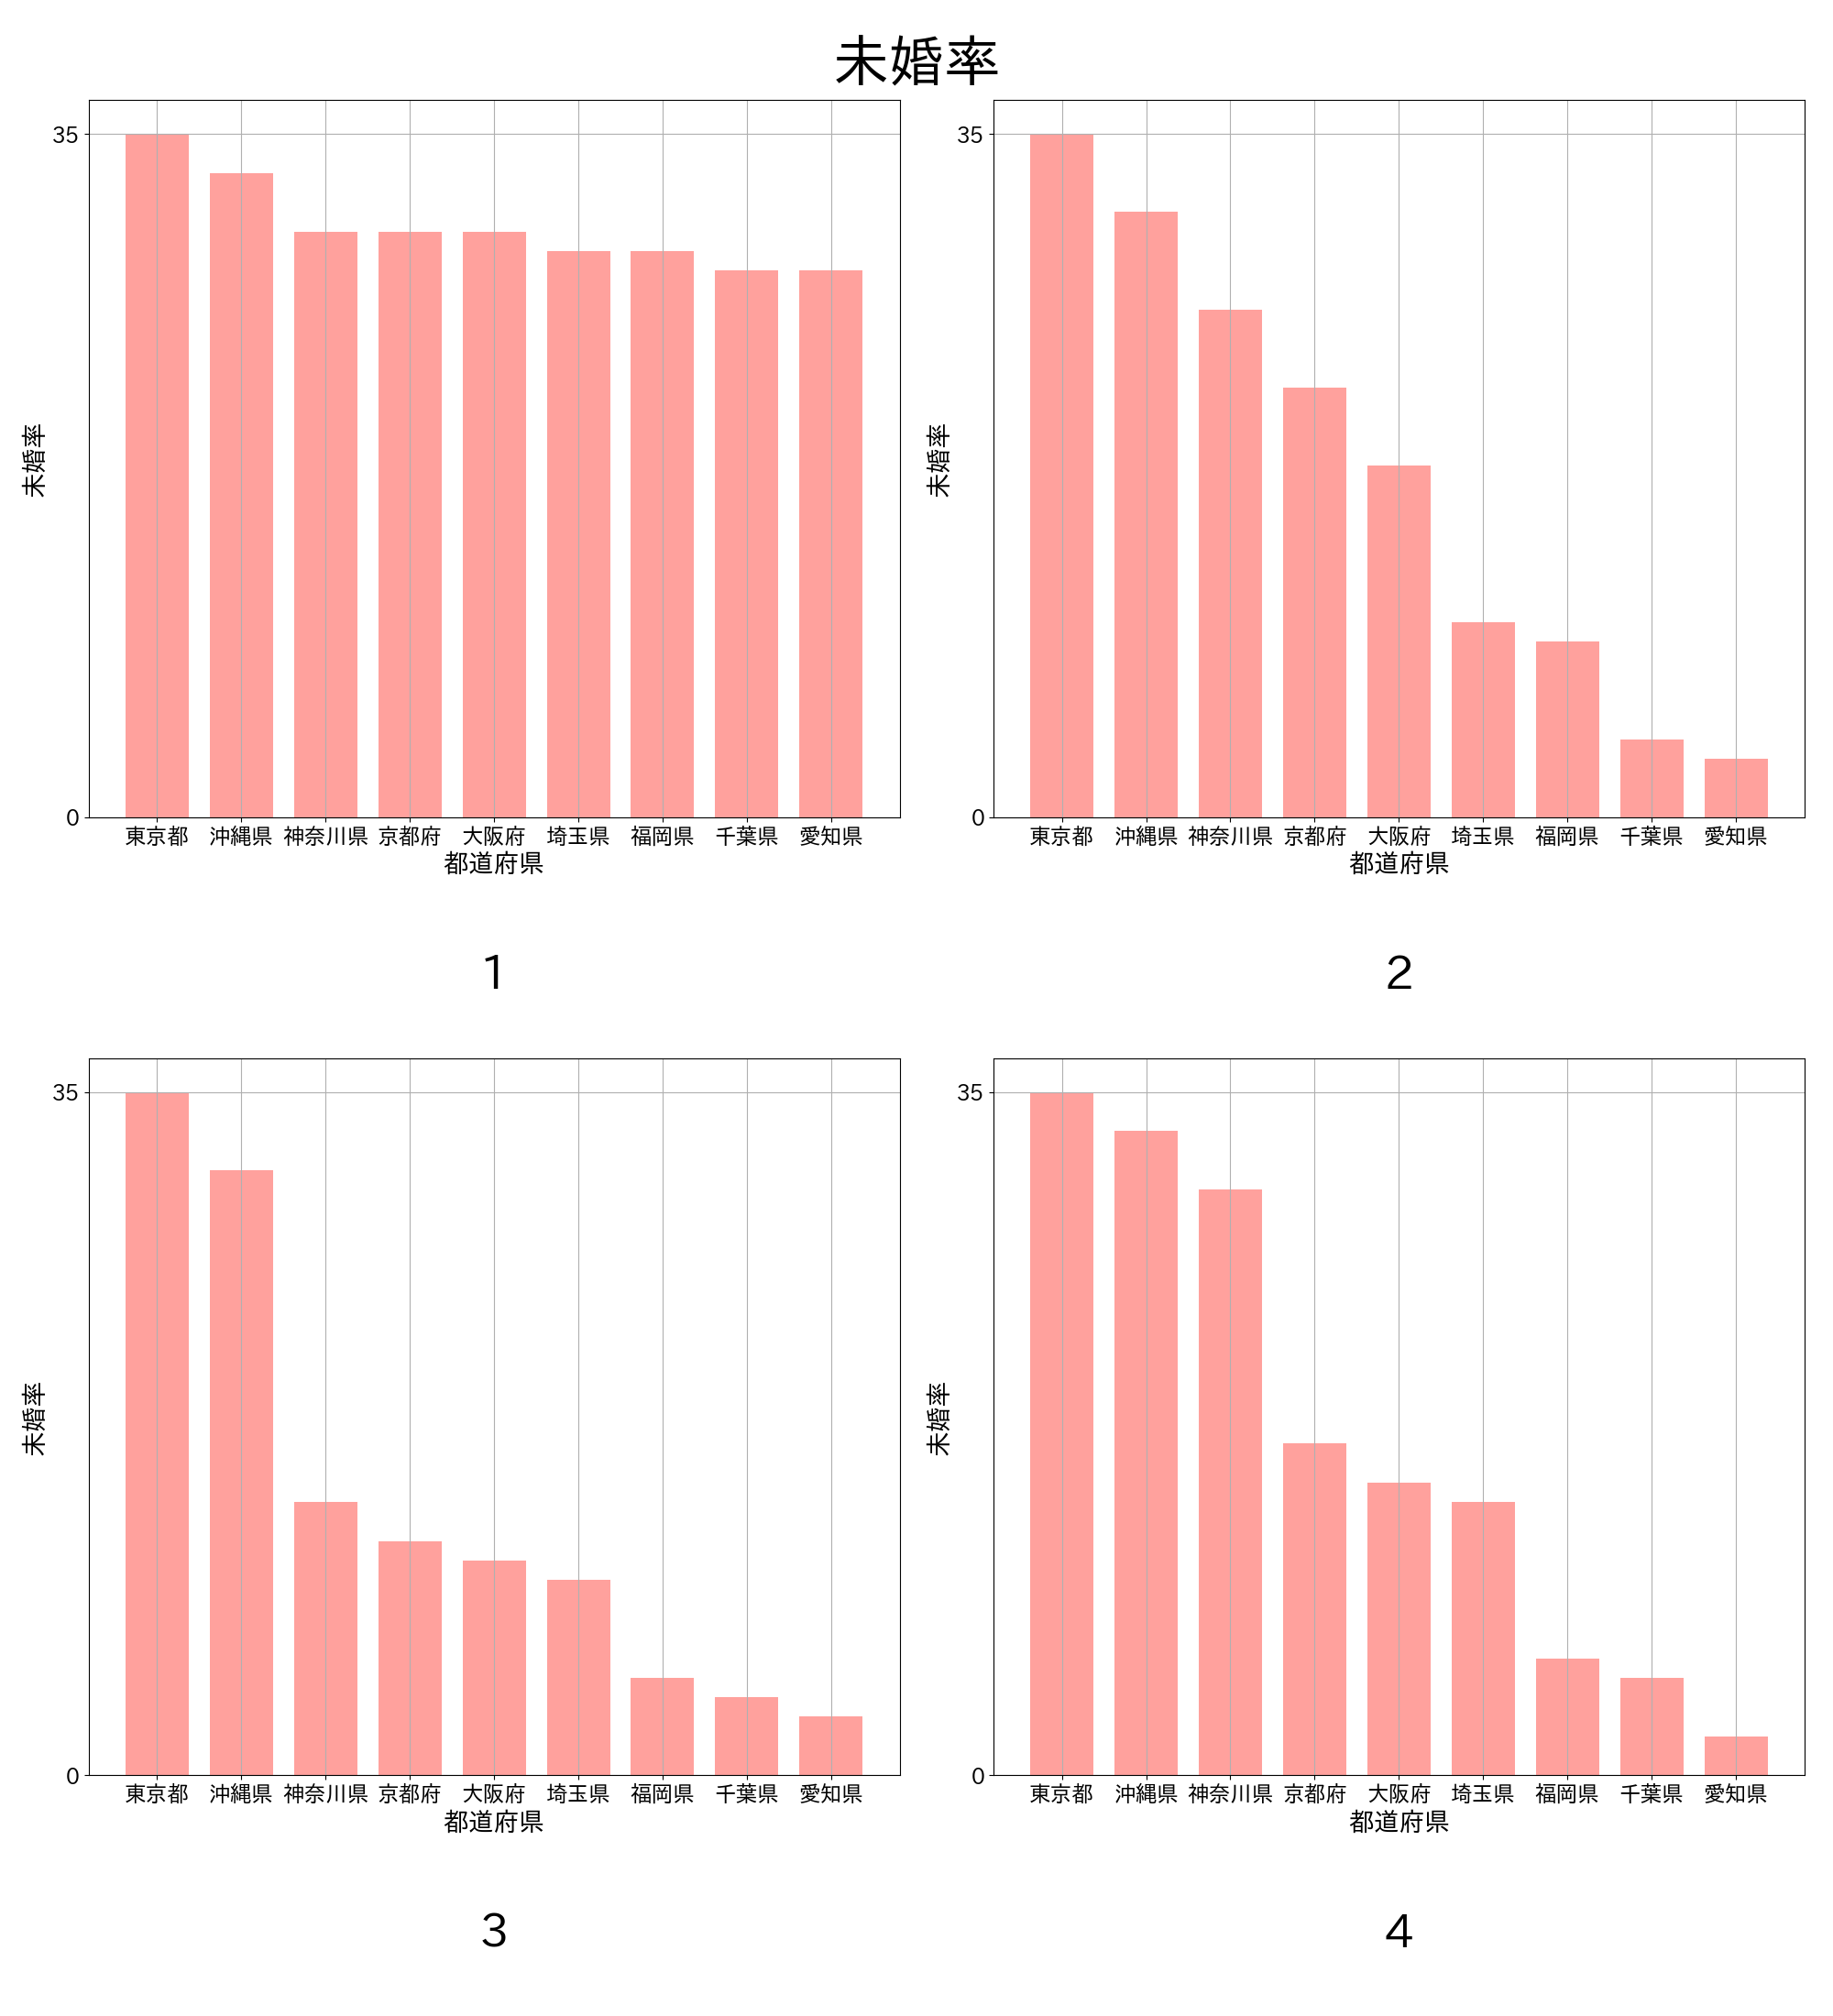 未婚率
35
0
未婚率
東京都 沖縄県 神奈川県 京都府 大阪府 埼玉県 福岡県 千葉県 愛知県
都道府県
1
35
0
未婚率
東京都 沖縄県 神奈川県 京都府 大阪府 埼玉県 福岡県 千葉県 愛知県
都道府県
2
35
0
未婚率
東京都 沖縄県 神奈川県 京都府 大阪府 埼玉県 福岡県 千葉県 愛知県
都道府県
3
35
0
未婚率
東京都 沖縄県 神奈川県 京都府 大阪府 埼玉県 福岡県 千葉県 愛知県
都道府県
4